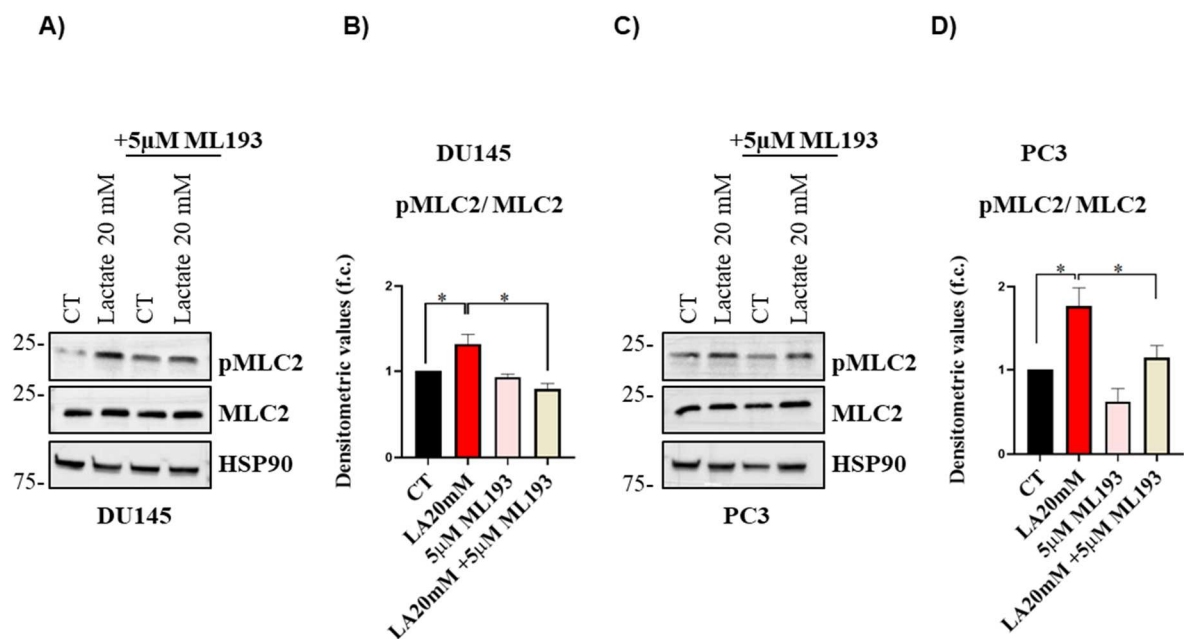 A)
+5μM ML193
CT
Lactate 20 mM
CT
Lactate 20 mM
25-
pMLC2
25-
MLC2
HSP90
75-
DU145
B)
DU145
pMLC2/ MLC2
Densitometric values (f.c.)
2
1
0
*
*
CT
LA20mM
5μM ML193
LA20mM +5μM ML193
C)
+5μM ML193
CT
Lactate 20 mM
CT
Lactate 20 mM
25-
pMLC2
25-
MLC2
HSP90
75-
PC3
D)
PC3
pMLC2/ MLC2
Densitometric values (f.c.)
2
1
0
*
*
CT
LA20mM
5μM ML193
LA20mM +5μM ML193